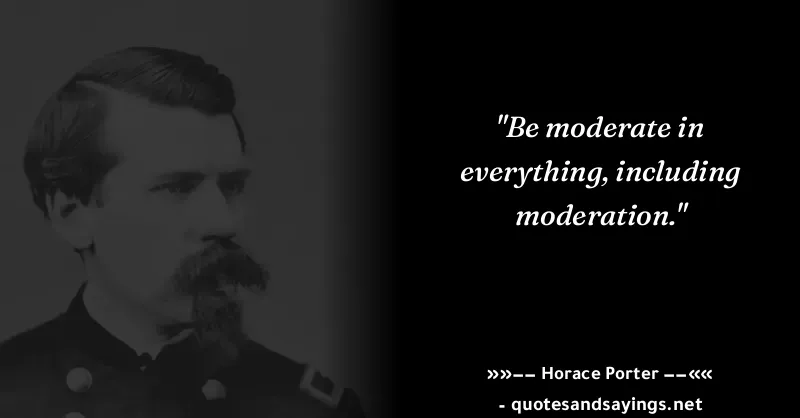 "Be moderate in
everything, including
moderation."
»»−− Horace Porter −−««
- quotesandsayings.net